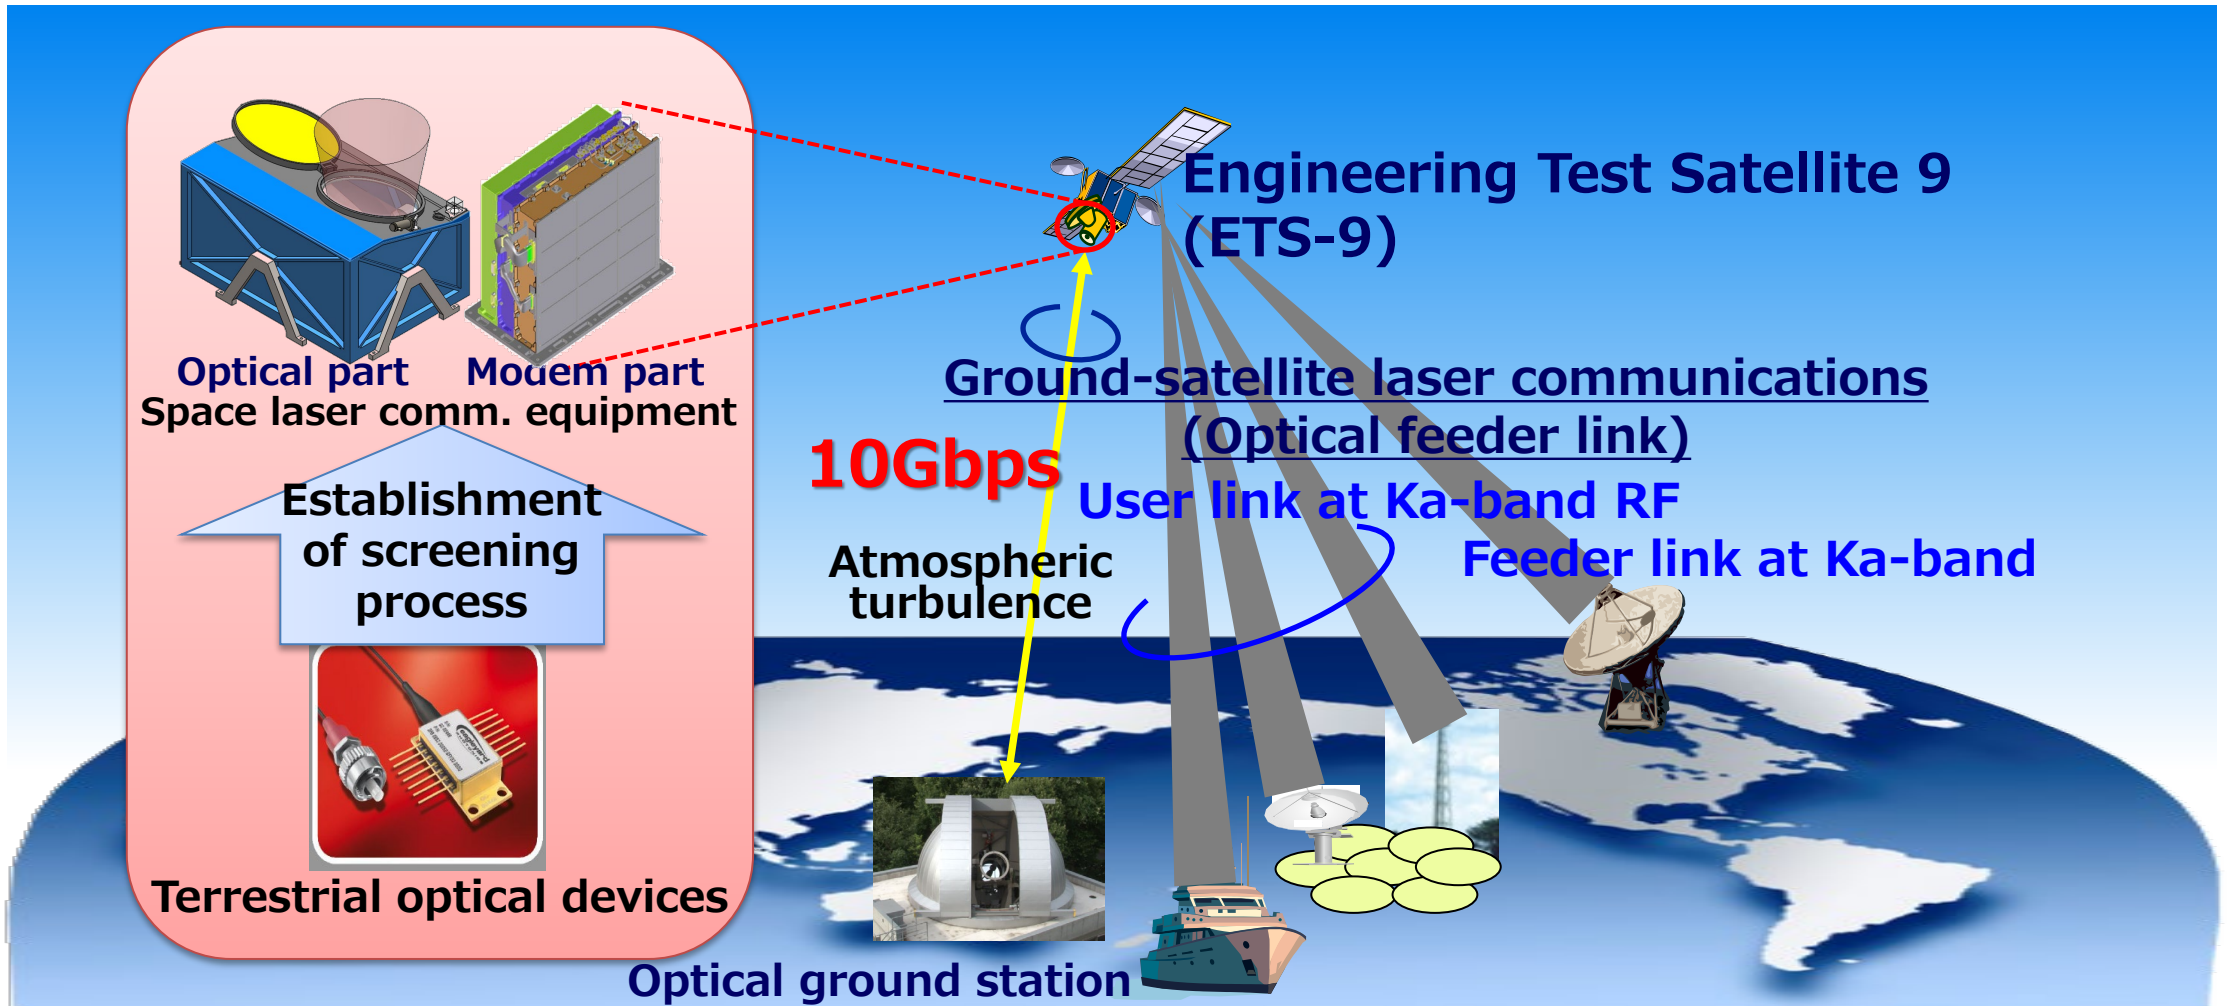 Engineering Test Satellite 9
(ETS-9)
Optical part
Modem part
Space laser comm. equipment
Establishment
of screening
process
Terrestrial optical devices
Ground-satellite laser communications
(Optical feeder link)
10Gbps
User link at Ka-band RF
Feeder link at Ka-band
Atmospheric
turbulence
Optical ground station
eagleyard